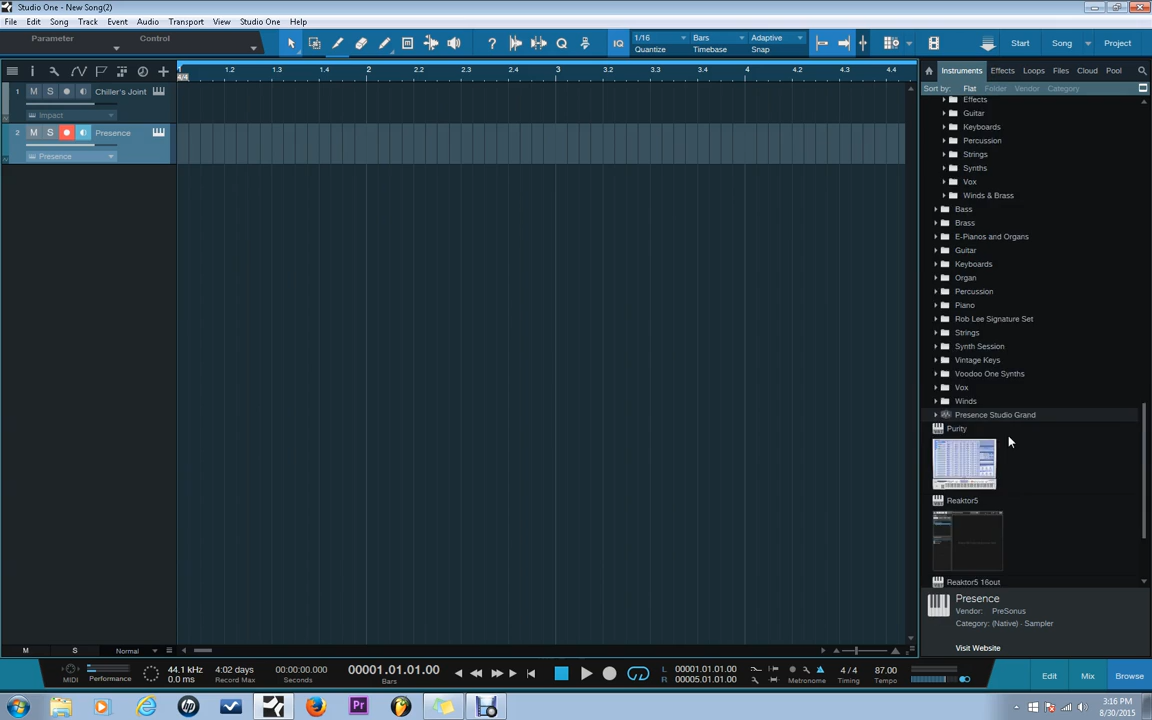 Studio One - New Song(2)
File Edit Song Track Event Audio Transport View Studio One Help
Parameter Control
1/16 Bars Adaptive
IQ Quantize Timebase Snap
Start Song Project
Instruments Effects Loops Files Cloud Pool
Sort by: Flat Folder Vendor Category
4/4 1.2 1.3 1.4 2 2.2 2.3 2.4 3 3.2 3.3 3.4 4 4.2 4.3 4.4
1 M S Chiller's Joint
Impact
2 M S Presence
Presence
Effects
Guitar
Keyboards
Percussion
Strings
Synths
Vox
Winds & Brass
Bass
Brass
E-Pianos and Organs
Guitar
Keyboards
Organ
Percussion
Piano
Rob Lee Signature Set
Strings
Synth Session
Vintage Keys
Voodoo One Synths
Vox
Winds
Presence Studio Grand
Purity
Reaktor5
Reaktor5 16out
Presence
Vendor: PreSonus
Category: (Native) - Sampler
Visit Website
M S Normal
MIDI Performance
44.1 kHz
0.0 ms
4:02 days
Record Max
00:00:00.000
Seconds
00001.01.01.00
Bars
L 00001.01.01.00
R 00005.01.01.00
Metronome
4 / 4
Timing
87.00
Tempo
Edit Mix Browse
hp Pr
3:16 PM
8/30/2015